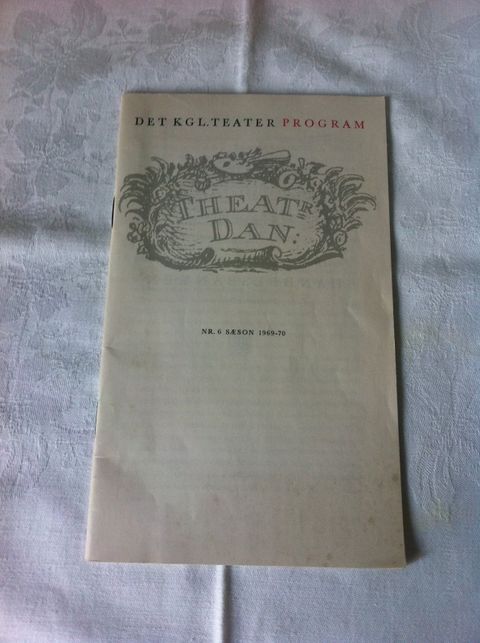 DET KGL.TEATER PROGRAM
THEATR
DAN:
NR. 6 SÆSON 1969-70